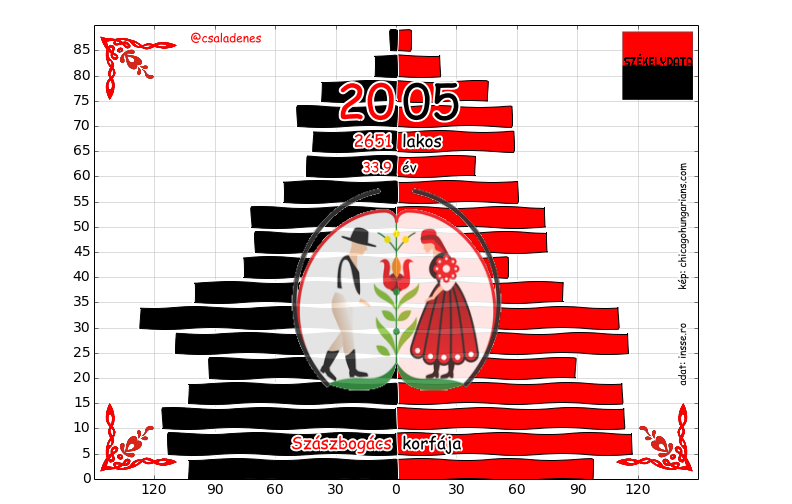 @csaladenes
SZÉKELYDATA
2005
2651 lakos
33.9 év
kép: chicagohungarians.com
adat: insse.ro
Szászbogács korfája
85
80
75
70
65
60
55
50
45
40
35
30
25
20
15
10
5
0
120 90 60 30 0 30 60 90 120